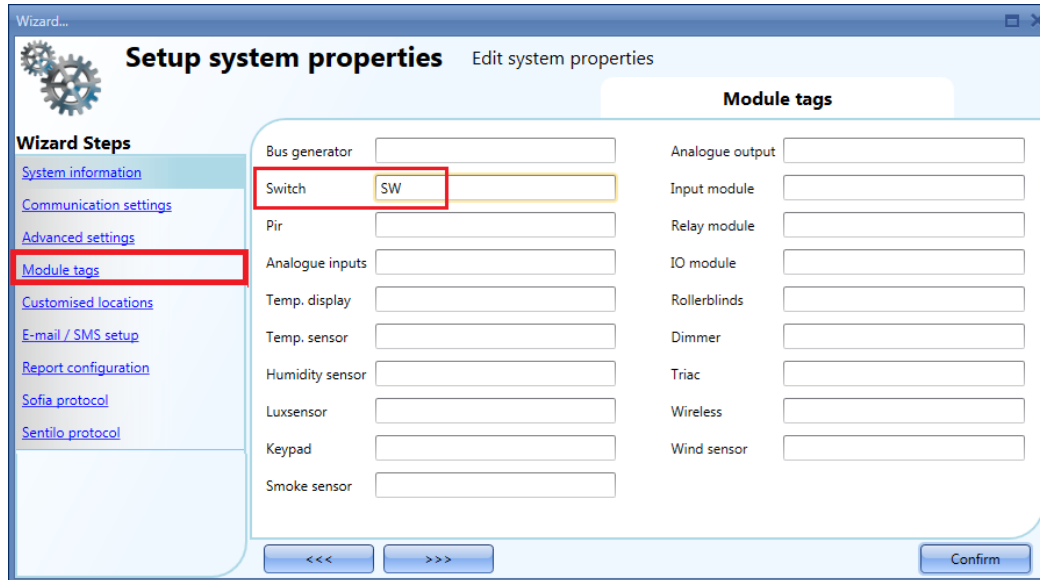 Wizard...
Setup system properties Edit system properties
Module tags
Wizard Steps
System information
Communication settings
Advanced settings
Module tags
Customised locations
E-mail / SMS setup
Report configuration
Sofia protocol
Sentilo protocol
Bus generator
Switch SW
Pir
Analogue inputs
Temp. display
Temp. sensor
Humidity sensor
Luxsensor
Keypad
Smoke sensor
Analogue output
Input module
Relay module
IO module
Rollerblinds
Dimmer
Triac
Wireless
Wind sensor
<<< >>> Confirm